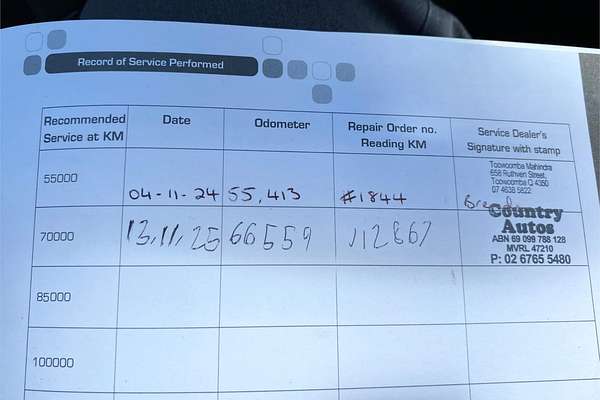 Record of Service Performed
Recommended Service at KM Date Odometer Repair Order no. Reading KM Service Dealer's Signature with stamp
55000 04-11-24 55,413 #1844
Toowoomba Mahindra
658 Ruthven Street,
Toowoomba Q 4350
07 4638 5822
70000 13,11,25 66559 112867
Country
Autos
ABN 69 099 788 128
MVRL 47210
P: 02 6765 5480
85000
100000